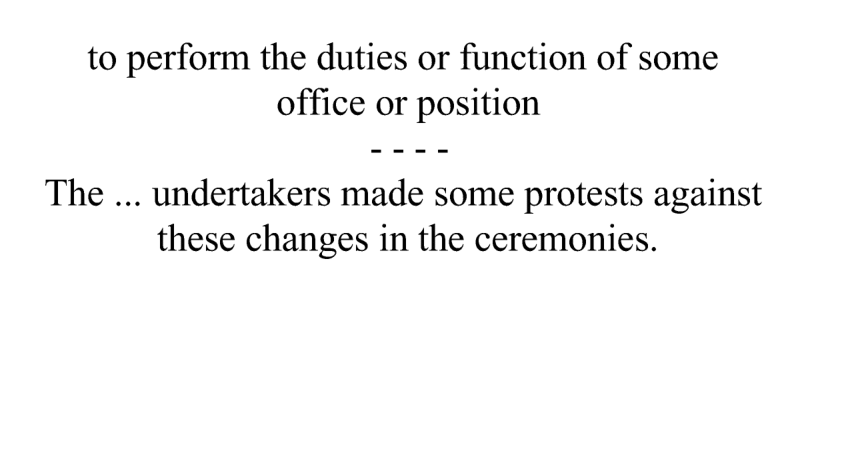 to perform the duties or function of some
office or position
- - - -
The ... undertakers made some protests against
these changes in the ceremonies.